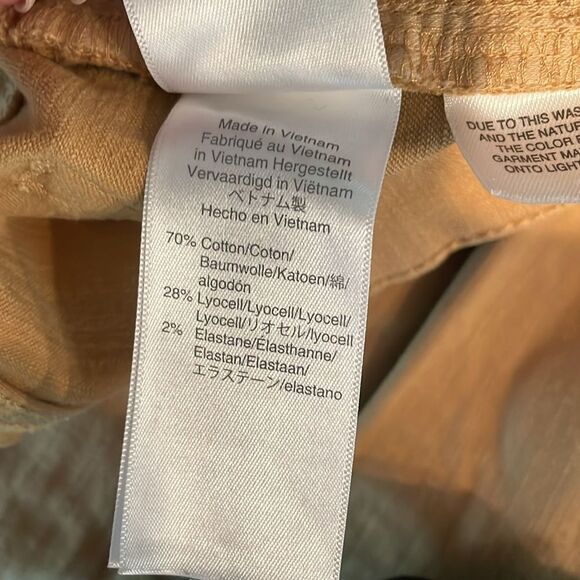 Made in Vietnam
Fabriqué au Vietnam
in Vietnam Hergestellt
Vervaardigd in Viëtnam
ベトナム製
Hecho en Vietnam
70% Cotton/Coton/
Baumwolle/Katoen/綿/
algodón
28% Lyocell/Lyocell/Lyocell/
Lyocell/リオセル/lyocell
2% Elastane/Élasthanne/
Elastan/Elastaan/
エラステーン/elastano
DUE TO THIS WAS
AND THE NATUR
THE COLOR
GARMENT MA
ONTO LIGH